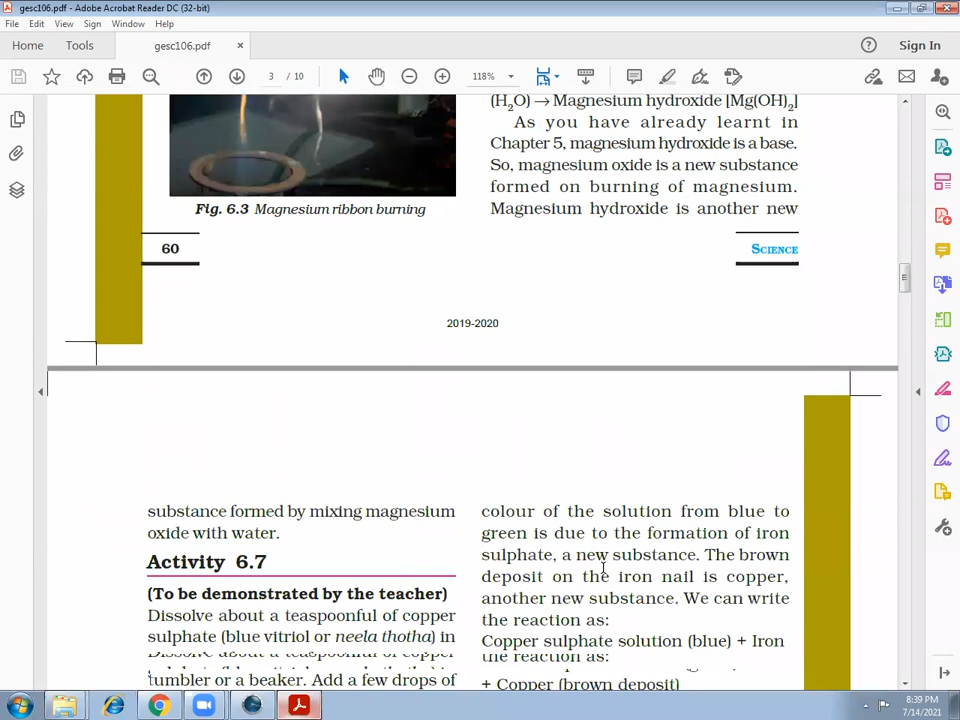 gesc106.pdf - Adobe Acrobat Reader DC (32-bit)
File Edit View Sign Window Help
Home Tools gesc106.pdf × Sign In
3 / 10 118%
(H₂O) → Magnesium hydroxide [Mg(OH)₂]
As you have already learnt in
Chapter 5, magnesium hydroxide is a base.
So, magnesium oxide is a new substance
formed on burning of magnesium.
Magnesium hydroxide is another new
Fig. 6.3 Magnesium ribbon burning
60
SCIENCE
2019-2020
substance formed by mixing magnesium
oxide with water.
Activity 6.7
(To be demonstrated by the teacher)
Dissolve about a teaspoonful of copper
sulphate (blue vitriol or neela thotha) in
Dissolve about a teaspoonful of copper
tumbler or a beaker. Add a few drops of
colour of the solution from blue to
green is due to the formation of iron
sulphate, a new substance. The brown
deposit on the iron nail is copper,
another new substance. We can write
the reaction as:
Copper sulphate solution (blue) + Iron
the reaction as:
+ Copper (brown deposit)
8:39 PM
7/14/2021